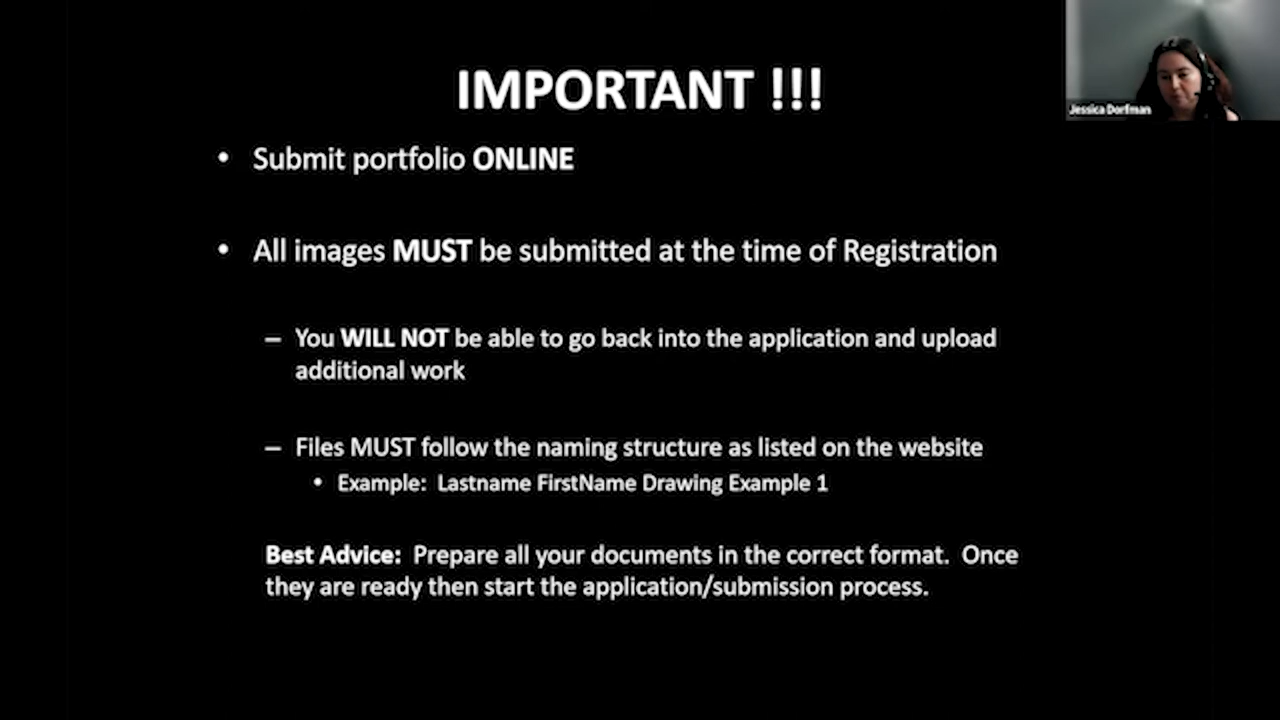 IMPORTANT !!!
Jessica Dorfman
• Submit portfolio ONLINE
• All images MUST be submitted at the time of Registration
– You WILL NOT be able to go back into the application and upload
additional work
– Files MUST follow the naming structure as listed on the website
• Example:  Lastname FirstName Drawing Example 1
Best Advice:  Prepare all your documents in the correct format.  Once
they are ready then start the application/submission process.